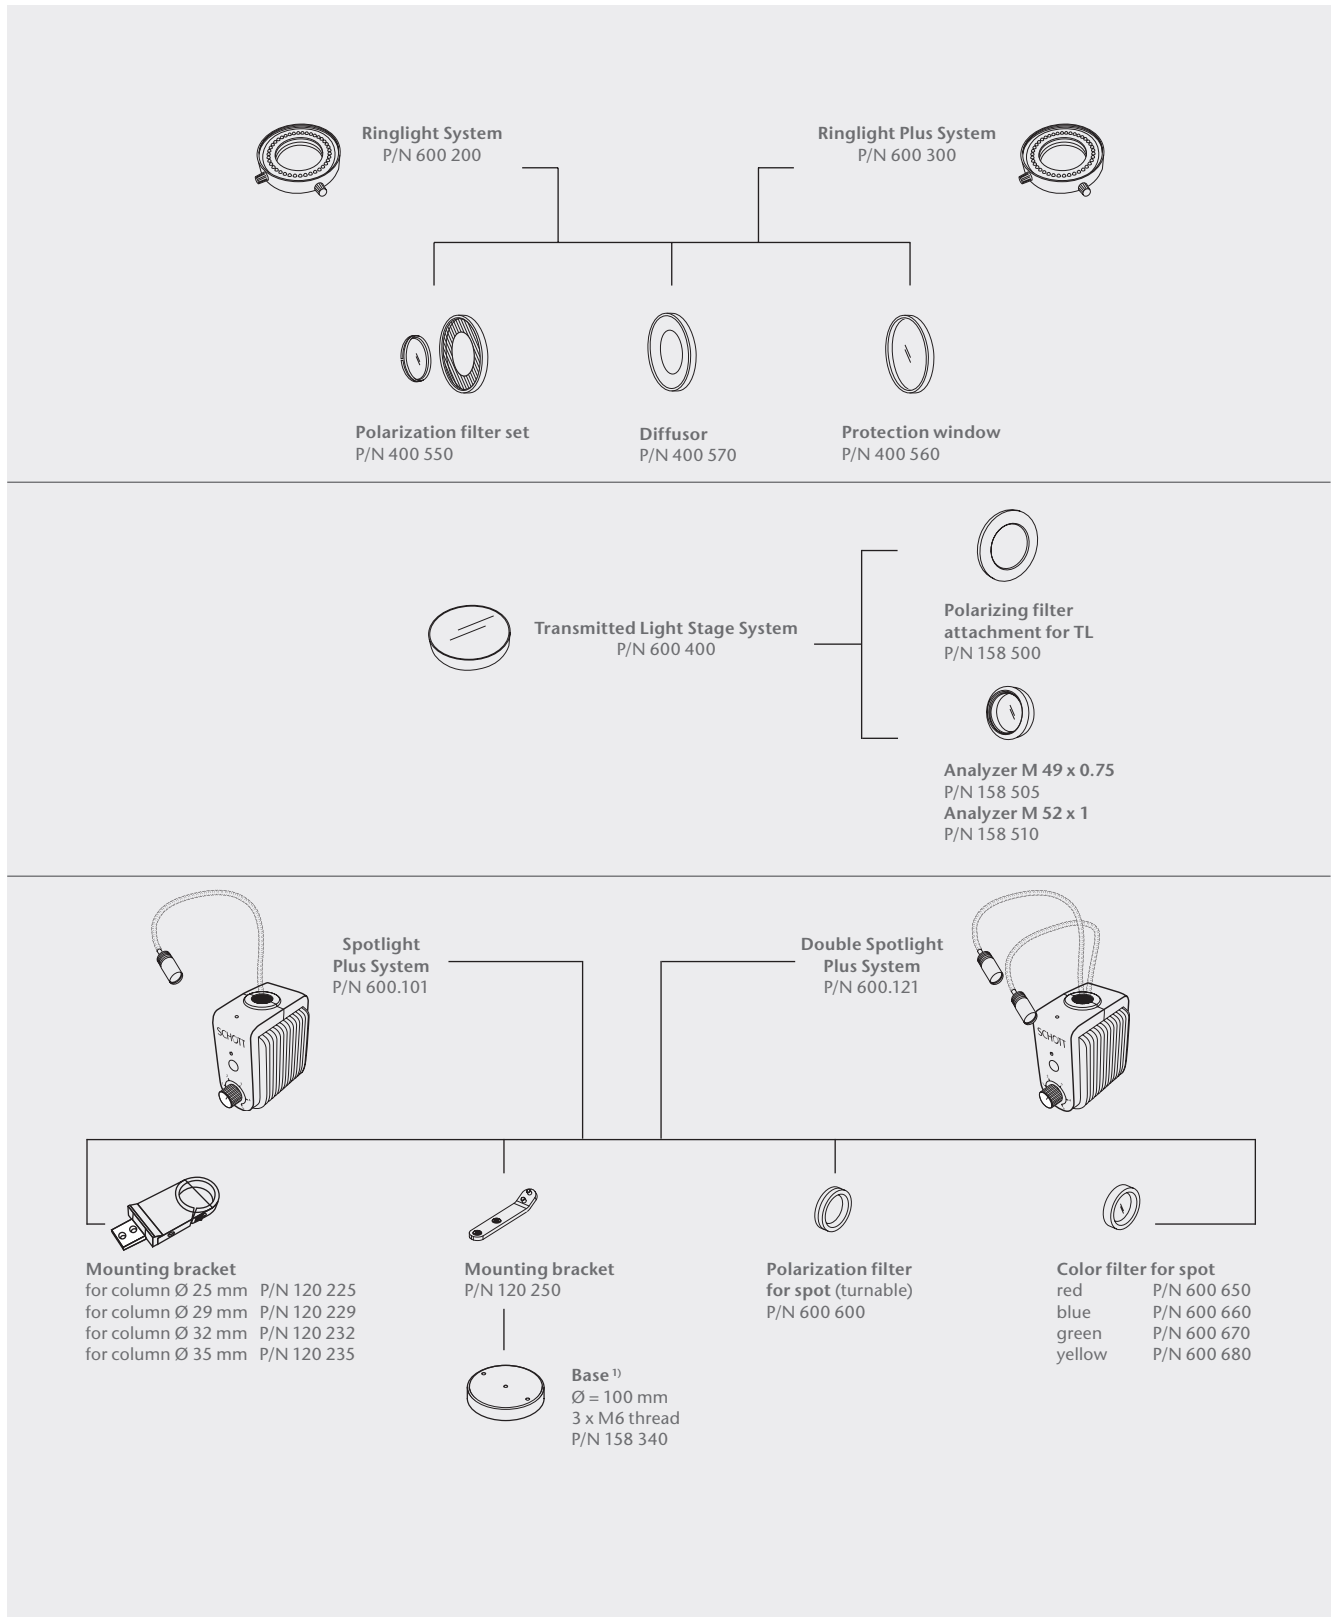 Ringlight System
P/N 600 200
Ringlight Plus System
P/N 600 300
Polarization filter set
P/N 400 550
Diffusor
P/N 400 570
Protection window
P/N 400 560
Transmitted Light Stage System
P/N 600 400
Polarizing filter
attachment for TL
P/N 158 500
Analyzer M 49 x 0.75
P/N 158 505
Analyzer M 52 x 1
P/N 158 510
Spotlight
Plus System
P/N 600.101
SCHOTT
Double Spotlight
Plus System
P/N 600.121
SCHOTT
Mounting bracket
for column Ø 25 mm P/N 120 225
for column Ø 29 mm P/N 120 229
for column Ø 32 mm P/N 120 232
for column Ø 35 mm P/N 120 235
Mounting bracket
P/N 120 250
Base 1)
Ø = 100 mm
3 x M6 thread
P/N 158 340
Polarization filter
for spot (turnable)
P/N 600 600
Color filter for spot
red P/N 600 650
blue P/N 600 660
green P/N 600 670
yellow P/N 600 680